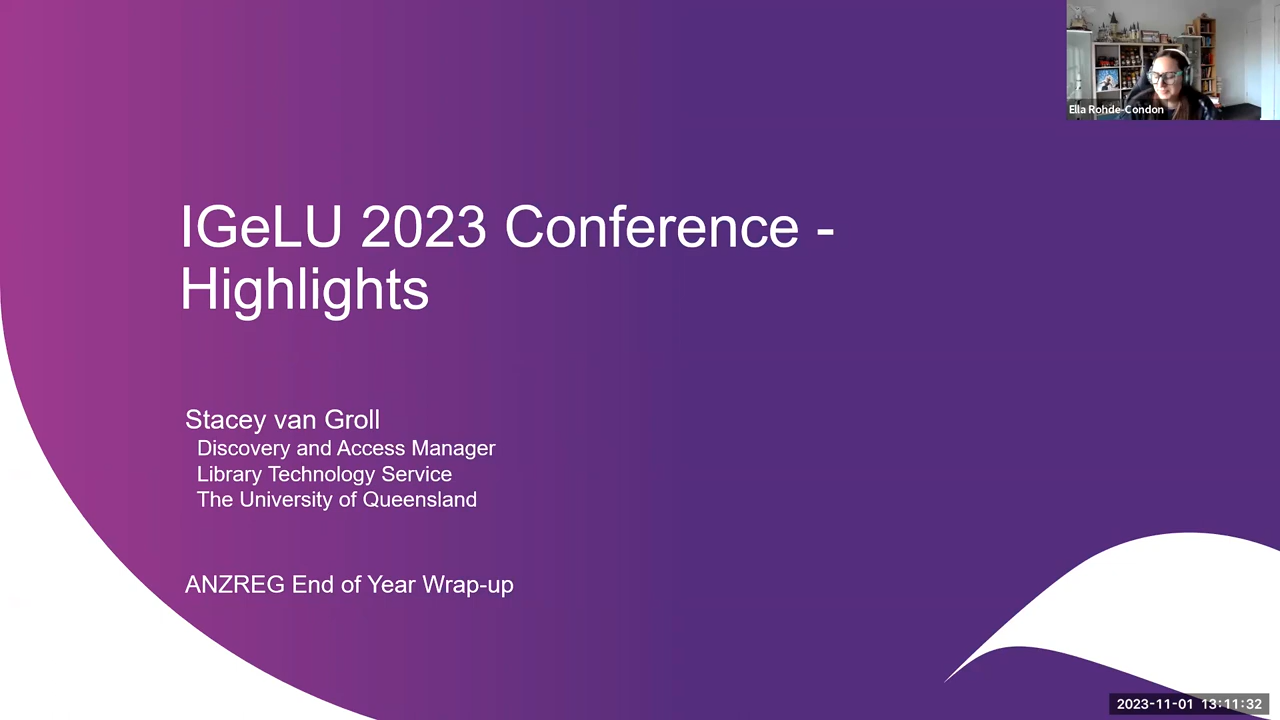 Ella Rohde-Condon
IGeLU 2023 Conference -
Highlights
Stacey van Groll
Discovery and Access Manager
Library Technology Service
The University of Queensland
ANZREG End of Year Wrap-up
2023-11-01 13:11:32